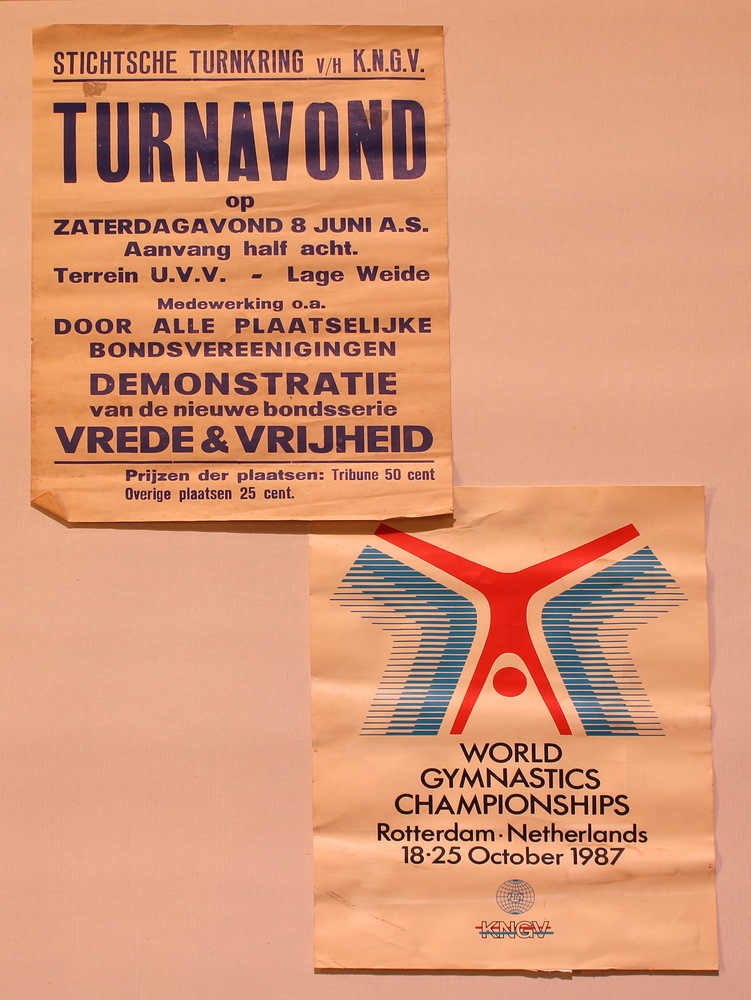 STICHTSCHE TURNKRING V/H K.N.G.V.
TURNAVOND
op
ZATERDAGAVOND 8 JUNI A.S.
Aanvang half acht.
Terrein U.V.V. - Lage Weide
Medewerking o.a.
DOOR ALLE PLAATSELIJKE
BONDSVEREENIGINGEN
DEMONSTRATIE
van de nieuwe bondsserie
VREDE & VRIJHEID
Prijzen der plaatsen: Tribune 50 cent
Overige plaatsen 25 cent.
WORLD
GYMNASTICS
CHAMPIONSHIPS
Rotterdam · Netherlands
18·25 October 1987
FIG
KNGV